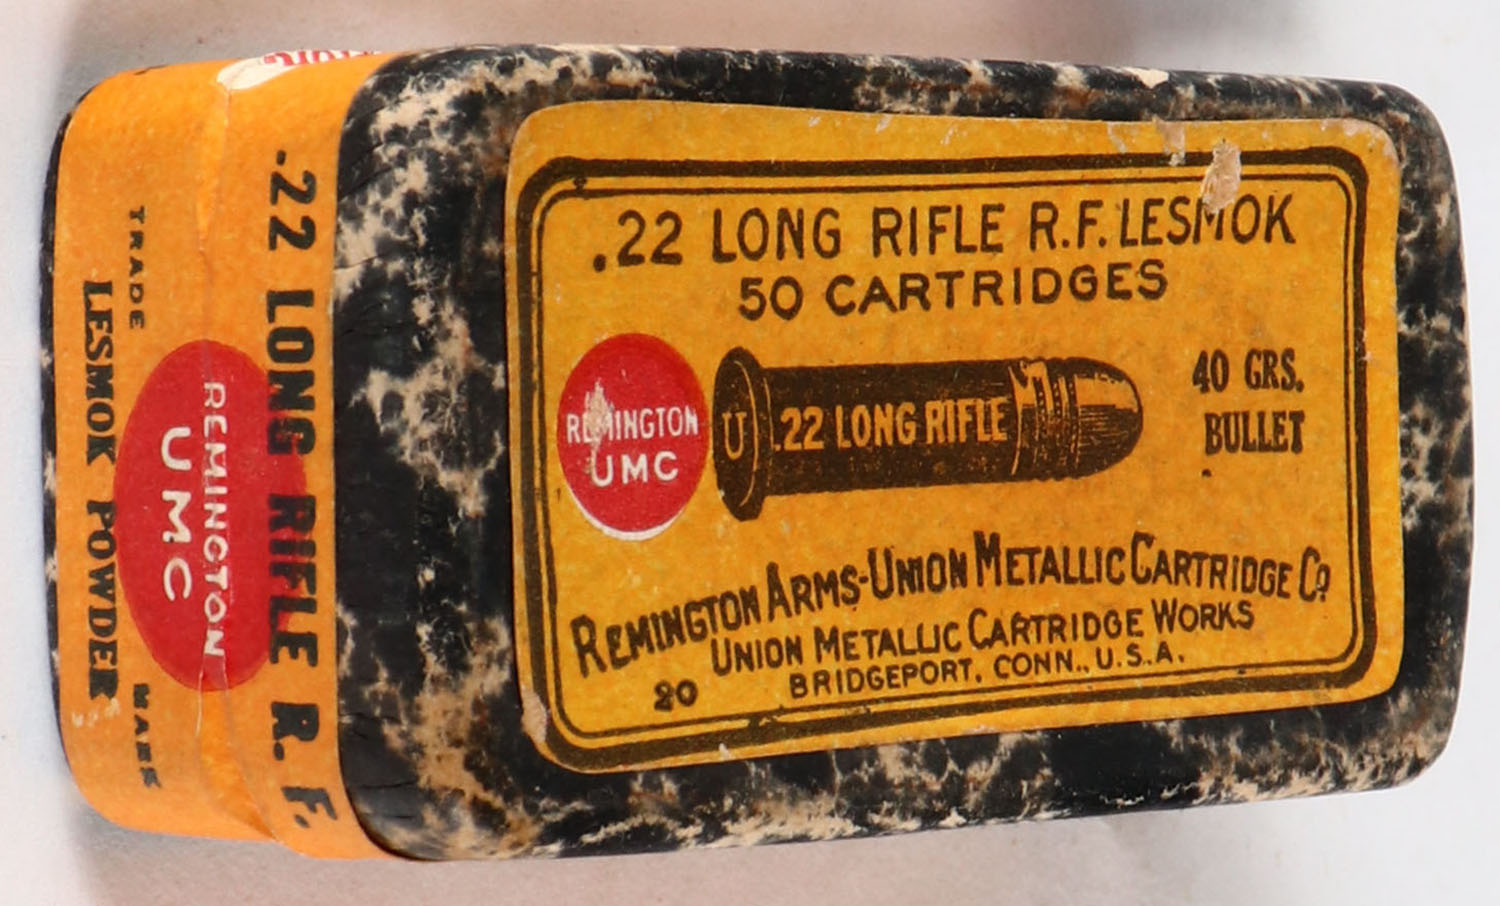 .22 LONG RIFLE R.F. LESMOK
50 CARTRIDGES
REMINGTON
UMC
U
.22 LONG RIFLE
40 GRS.
BULLET
REMINGTON ARMS-UNION METALLIC CARTRIDGE CO
UNION METALLIC CARTRIDGE WORKS
20
BRIDGEPORT, CONN., U.S.A.
.22 LONG RIFLE R. F.
REMINGTON
UMC
TRADE MARK
LESMOK POWDER